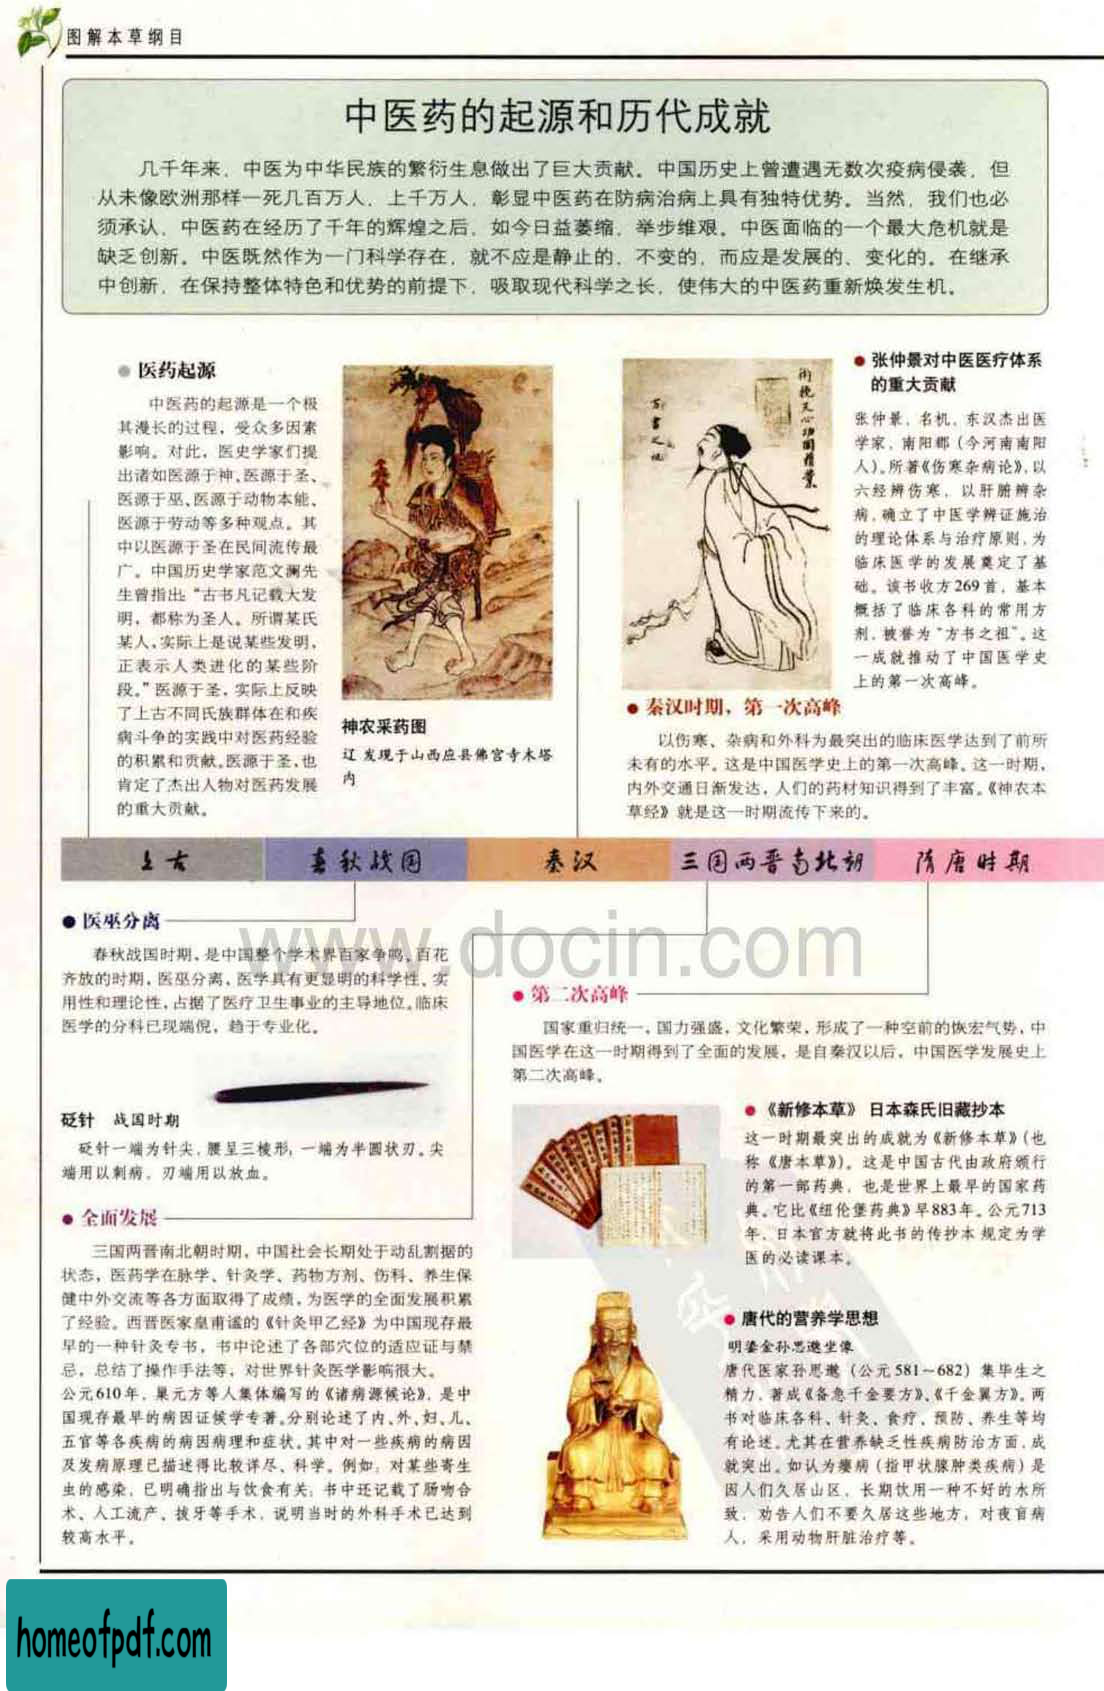 图解本草纲目
中医药的起源和历代成就
几千年来，中医为中华民族的繁衍生息做出了巨大贡献。中国历史上曾遭遇无数次疫病侵袭，但
从未像欧洲那样一死几百万人，上千万人，彰显中医药在防病治病上具有独特优势。当然，我们也必
须承认，中医药在经历了千年的辉煌之后，如今日益萎缩，举步维艰。中医面临的一个最大危机就是
缺乏创新。中医既然作为一门科学存在，就不应是静止的、不变的，而应是发展的、变化的。在继承
中创新，在保持整体特色和优势的前提下，吸取现代科学之长，使伟大的中医药重新焕发生机。
医药起源
中医药的起源是一个极
其漫长的过程，受众多因素
影响。对此，医史学家们提
出诸如医源于神、医源于圣、
医源于巫、医源于动物本能、
医源于劳动等多种观点。其
中以医源于圣在民间流传最
广。中国历史学家范文澜先
生曾指出“古书凡记载大发
明，都称为圣人。所谓某氏
某人，实际上是说某些发明，
正表示人类进化的某些阶
段。”医源于圣，实际上反映
了上古不同氏族群体在和疾
病斗争的实践中对医药经验
的积累和贡献。医源于圣，也
肯定了杰出人物对医药发展
的重大贡献。
神农采药图
辽 发现于山西应县佛宫寺木塔
内
张仲景对中医医疗体系
的重大贡献
张仲景，名机，东汉杰出医
学家，南阳郡（今河南南阳
人）。所著《伤寒杂病论》，以
六经辨伤寒，以肝腑辨杂
病，确立了中医学辨证施治
的理论体系与治疗原则，为
临床医学的发展奠定了基
础。该书收方269首，基本
概括了临床各科的常用方
剂，被誉为“方书之祖”。这
一成就推动了中国医学史
上的第一次高峰。
秦汉时期，第一次高峰
以伤寒、杂病和外科为最突出的临床医学达到了前所
未有的水平。这是中国医学史上的第一次高峰。这一时期，
内外交通日渐发达，人们的药材知识得到了丰富。《神农本
草经》就是这一时期流传下来的。
上古
春秋战国
秦汉
三国两晋南北朝
隋唐时期
医巫分离
春秋战国时期，是中国整个学术界百家争鸣，百花
齐放的时期，医巫分离，医学具有更显明的科学性、实
用性和理论性，占据了医疗卫生事业的主导地位。临床
医学的分科已现端倪，趋于专业化。
砭针 战国时期
砭针一端为针尖，腰呈三棱形，一端为半圆状刃。尖
端用以刺病，刃端用以放血。
全面发展
三国两晋南北朝时期，中国社会长期处于动乱割据的
状态，医药学在脉学、针灸学、药物方剂、伤科、养生保
健中外交流等各方面取得了成绩，为医学的全面发展积累
了经验。西晋医家皇甫谧的《针灸甲乙经》为中国现存最
早的一种针灸专书，书中论述了各部穴位的适应证与禁
忌，总结了操作手法等，对世界针灸医学影响很大。
公元610年，巢元方等人集体编写的《诸病源候论》，是中
国现存最早的病因证候学专著。分别论述了内、外、妇、儿、
五官等各疾病的病因病理和症状。其中对一些疾病的病因
及发病原理已描述得比较详尽、科学。例如：对某些寄生
虫的感染，已明确指出与饮食有关；书中还记载了肠吻合
术、人工流产、拔牙等手术，说明当时的外科手术已达到
较高水平。
第二次高峰
国家重归统一，国力强盛，文化繁荣，形成了一种空前的恢宏气势，中
国医学在这一时期得到了全面的发展，是自秦汉以后，中国医学发展史上
第二次高峰。
《新修本草》 日本森氏旧藏抄本
这一时期最突出的成就为《新修本草》（也
称《唐本草》）。这是中国古代由政府颁行
的第一部药典，也是世界上最早的国家药
典。它比《纽伦堡药典》早883年。公元713
年，日本官方就将此书的传抄本 规定为学
医的必读课本。
唐代的营养学思想
明鎏金孙思邈坐像
唐代医家孙思邈（公元581～682）集毕生之
精力，著成《备急千金要方》、《千金翼方》。两
书对临床各科、针灸、食疗、预防、养生等均
有论述。尤其在营养缺乏性疾病防治方面，成
就突出。如认为瘿病（指甲状腺肿类疾病）是
因人们久居山区，长期饮用一种不好的水所
致，劝告人们不要久居这些地方，对夜盲病
人，采用动物肝脏治疗等。
www.docin.com
homeofpdf.com